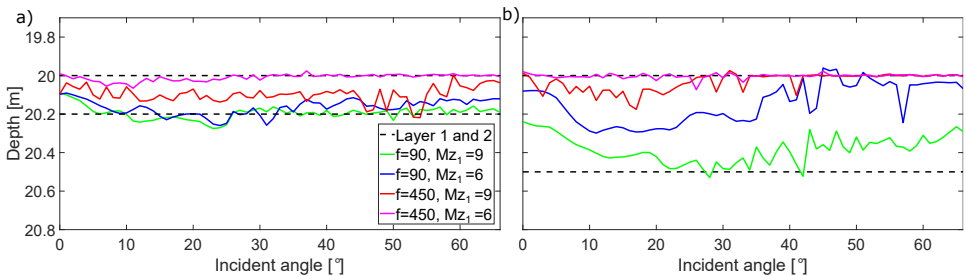 a)
b)
19.8
20
20.2
20.4
20.6
20.8
Depth [m]
Layer 1 and 2
f=90, Mz1=9
f=90, Mz1=6
f=450, Mz1=9
f=450, Mz1=6
0 10 20 30 40 50 60
0 10 20 30 40 50 60
Incident angle [°]
Incident angle [°]